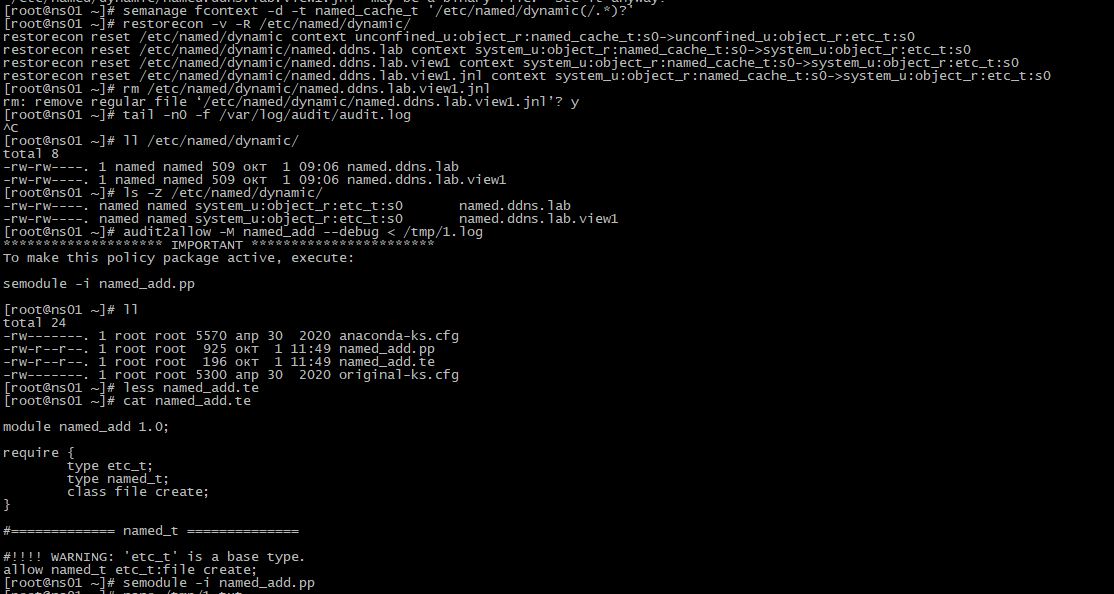 [root@ns01 ~]# semanage fcontext -d -t named_cache_t '/etc/named/dynamic(/.*)?'
[root@ns01 ~]# restorecon -v -R /etc/named/dynamic/
restorecon reset /etc/named/dynamic context unconfined_u:object_r:named_cache_t:s0->unconfined_u:object_r:etc_t:s0
restorecon reset /etc/named/dynamic/named.ddns.lab context system_u:object_r:named_cache_t:s0->system_u:object_r:etc_t:s0
restorecon reset /etc/named/dynamic/named.ddns.lab.view1 context system_u:object_r:named_cache_t:s0->system_u:object_r:etc_t:s0
restorecon reset /etc/named/dynamic/named.ddns.lab.view1.jnl context system_u:object_r:named_cache_t:s0->system_u:object_r:etc_t:s0
[root@ns01 ~]# rm /etc/named/dynamic/named.ddns.lab.view1.jnl
rm: remove regular file ‘/etc/named/dynamic/named.ddns.lab.view1.jnl’? y
[root@ns01 ~]# tail -n0 -f /var/log/audit/audit.log
^C
[root@ns01 ~]# ll /etc/named/dynamic/
total 8
-rw-rw----. 1 named named 509 окт  1 09:06 named.ddns.lab
-rw-rw----. 1 named named 509 окт  1 09:06 named.ddns.lab.view1
[root@ns01 ~]# ls -Z /etc/named/dynamic/
-rw-rw----. named named system_u:object_r:etc_t:s0       named.ddns.lab
-rw-rw----. named named system_u:object_r:etc_t:s0       named.ddns.lab.view1
[root@ns01 ~]# audit2allow -M named_add --debug < /tmp/1.log
******************** IMPORTANT ***********************
To make this policy package active, execute:
semodule -i named_add.pp
[root@ns01 ~]# ll
total 24
-rw-------. 1 root root 5570 апр 30  2020 anaconda-ks.cfg
-rw-r--r--. 1 root root  925 окт  1 11:49 named_add.pp
-rw-r--r--. 1 root root  196 окт  1 11:49 named_add.te
-rw-------. 1 root root 5300 апр 30  2020 original-ks.cfg
[root@ns01 ~]# less named_add.te
[root@ns01 ~]# cat named_add.te
module named_add 1.0;
require {
        type etc_t;
        type named_t;
        class file create;
}
#============= named_t ==============
#!!!! WARNING: 'etc_t' is a base type.
allow named_t etc_t:file create;
[root@ns01 ~]# semodule -i named_add.pp